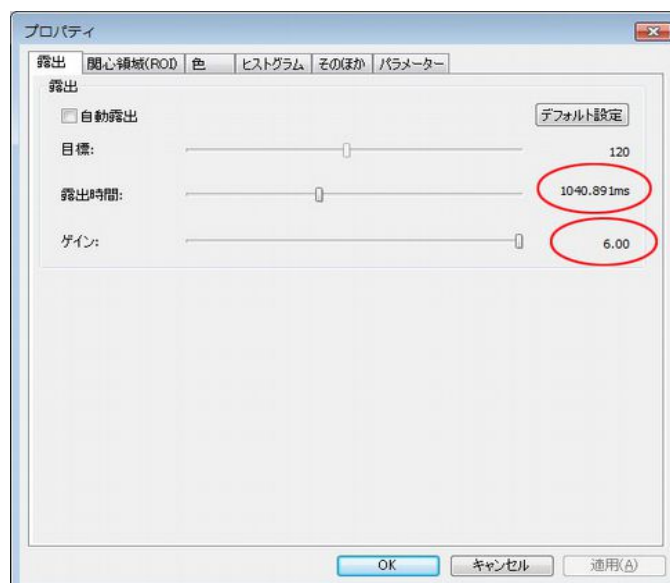 プロパティ
露出 関心領域(ROI) 色 ヒストグラム そのほか パラメーター
露出
自動露出 デフォルト設定
目標: 120
露出時間: 1040.891ms
ゲイン: 6.00
OK キャンセル 適用(A)